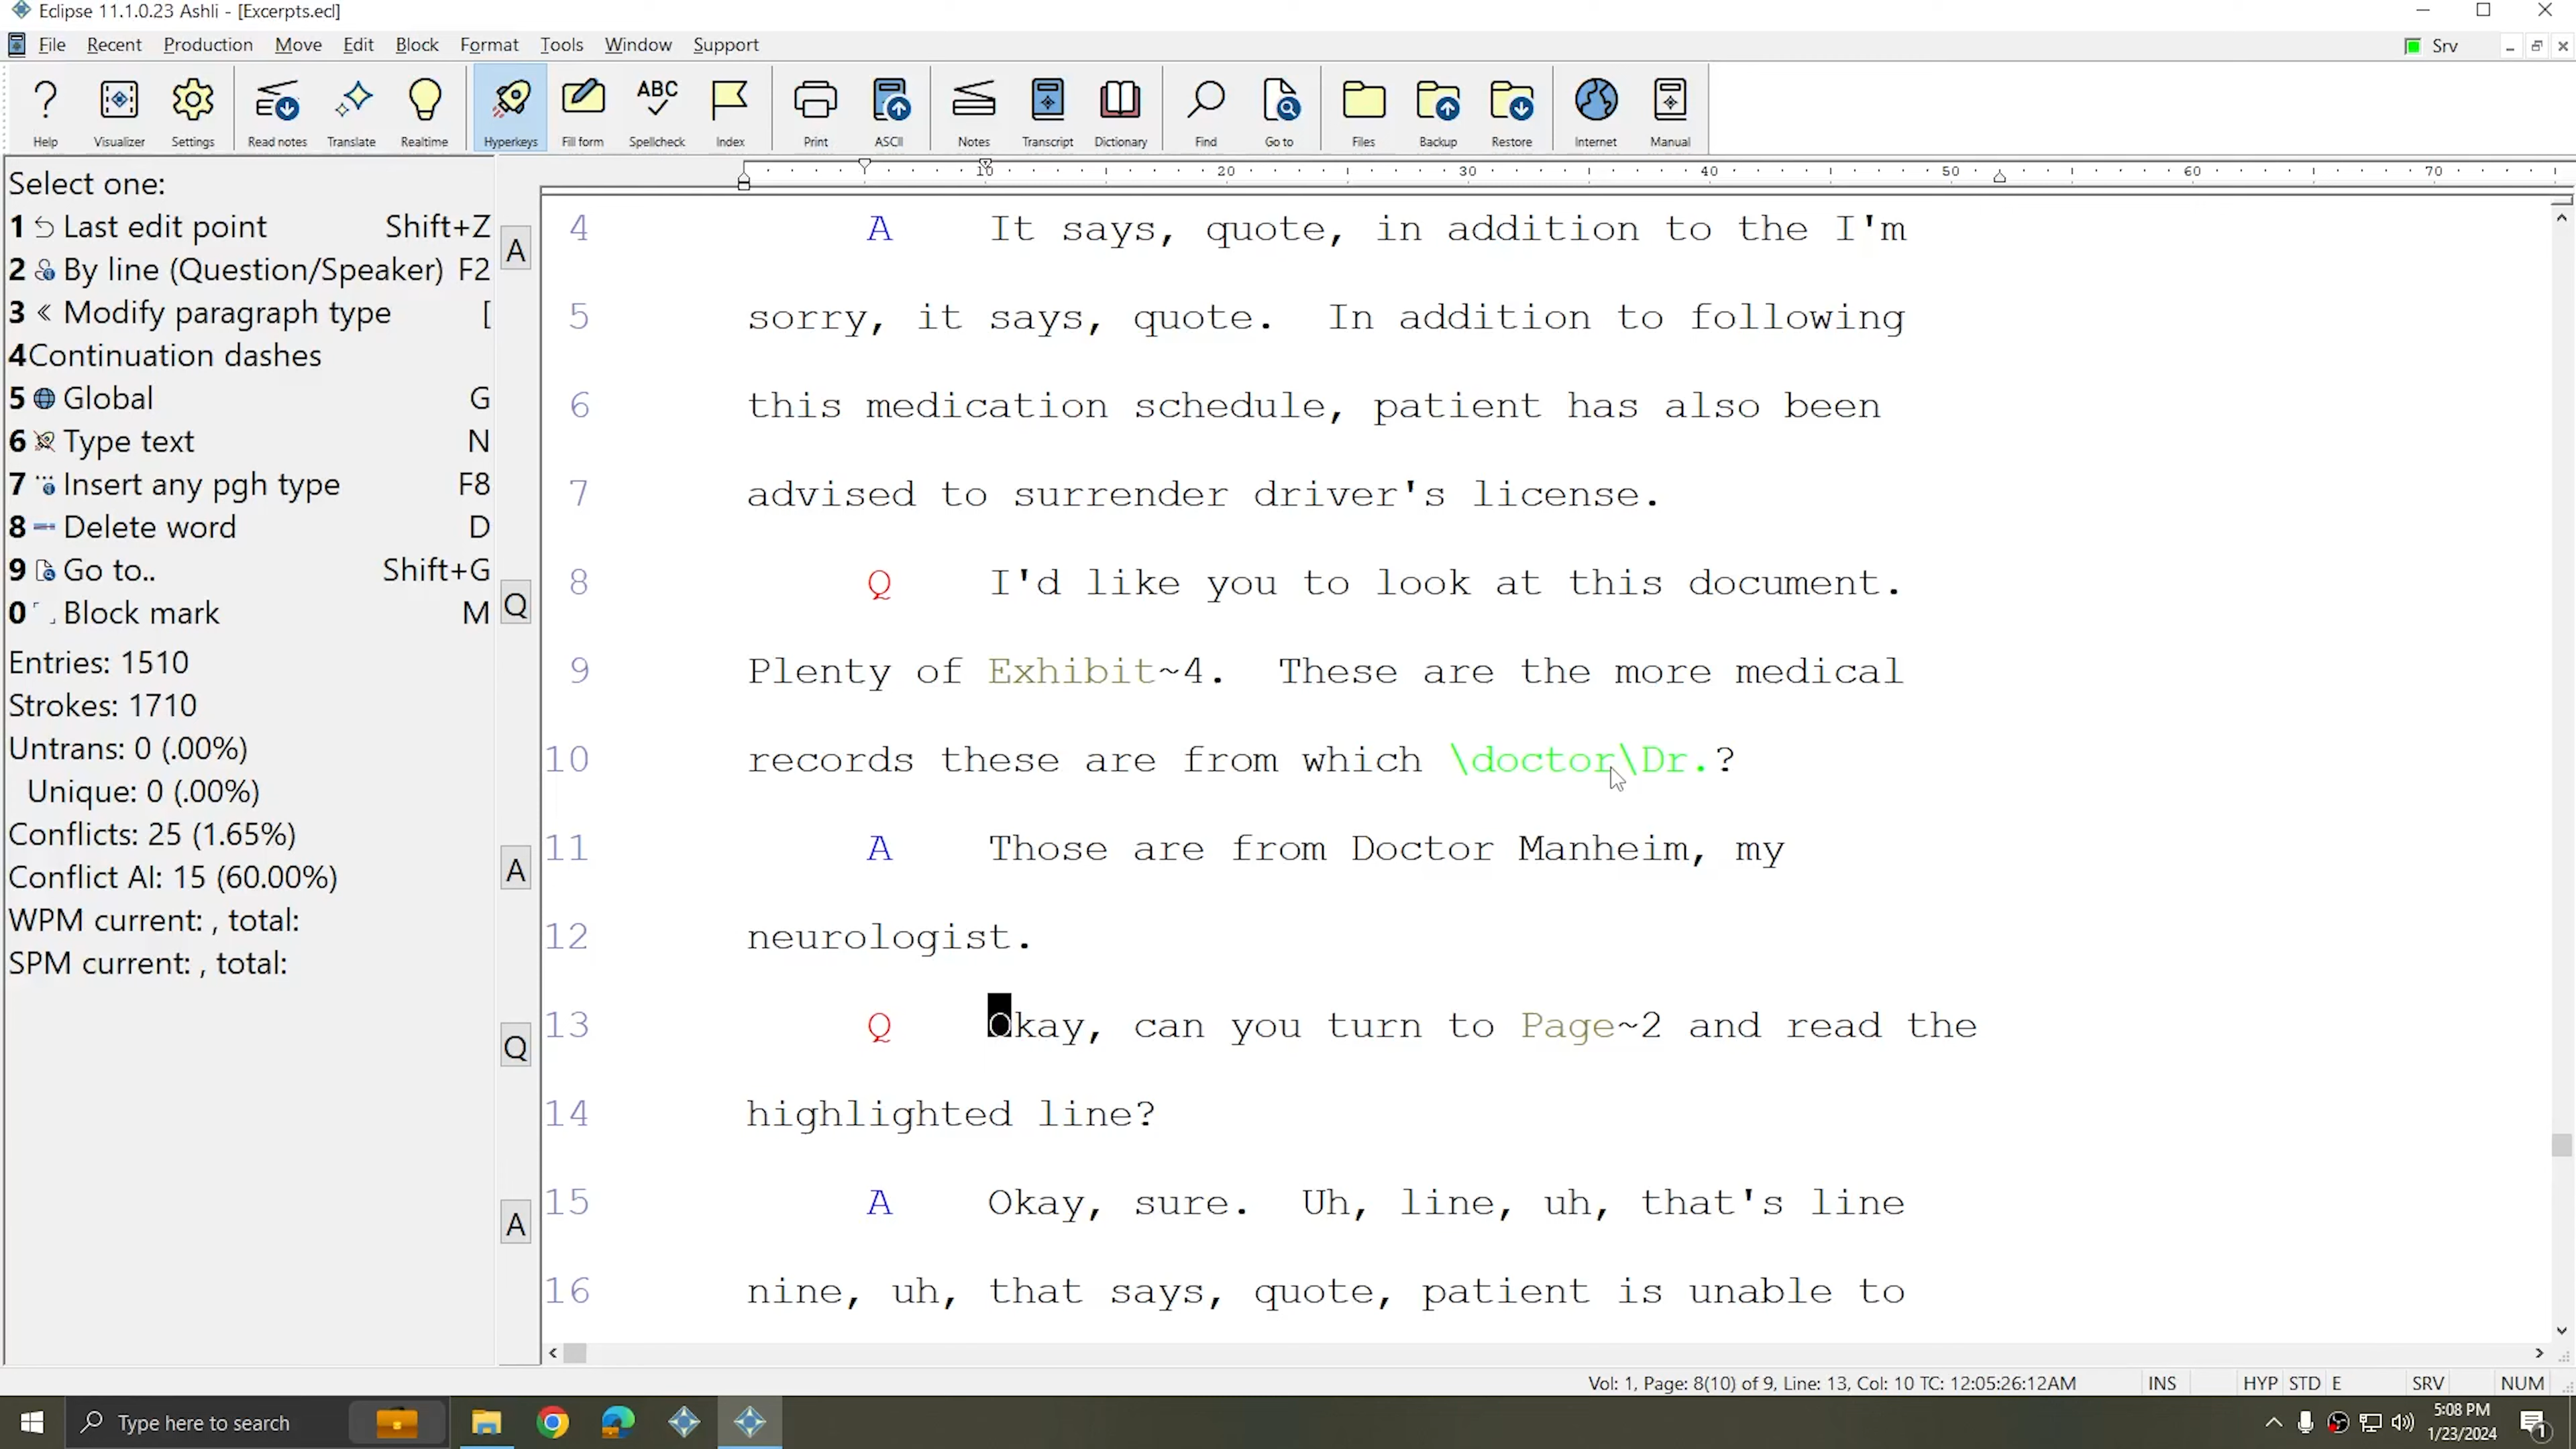 Eclipse 11.1.0.23 Ashli - [Excerpts.ecl]
File Recent Production Move Edit Block Format Tools Window Support
Srv
ABC
Help Visualizer Settings Read notes Translate Realtime Hyperkeys Fill form Spellcheck Index Print ASCII Notes Transcript Dictionary Find Go to Files Backup Restore Internet Manual
10 20 30 40 50 60 70
Select one:
1 Last edit point Shift+Z
2 By line (Question/Speaker) F2
3 Modify paragraph type [
4Continuation dashes
5 Global G
6 Type text N
7 Insert any pgh type F8
8 Delete word D
9 Go to.. Shift+G
0 Block mark M
Entries: 1510
Strokes: 1710
Untrans: 0 (.00%)
Unique: 0 (.00%)
Conflicts: 25 (1.65%)
Conflict AI: 15 (60.00%)
WPM current: , total:
SPM current: , total:
A
Q
A
Q
A
4 A It says, quote, in addition to the I'm
5 sorry, it says, quote. In addition to following
6 this medication schedule, patient has also been
7 advised to surrender driver's license.
8 Q I'd like you to look at this document.
9 Plenty of Exhibit~4. These are the more medical
10 records these are from which \doctor\Dr.?
11 A Those are from Doctor Manheim, my
12 neurologist.
13 Q Okay, can you turn to Page~2 and read the
14 highlighted line?
15 A Okay, sure. Uh, line, uh, that's line
16 nine, uh, that says, quote, patient is unable to
Vol: 1, Page: 8(10) of 9, Line: 13, Col: 10 TC: 12:05:26:12AM INS HYP STD E SRV NUM
Type here to search
5:08 PM
1/23/2024
1